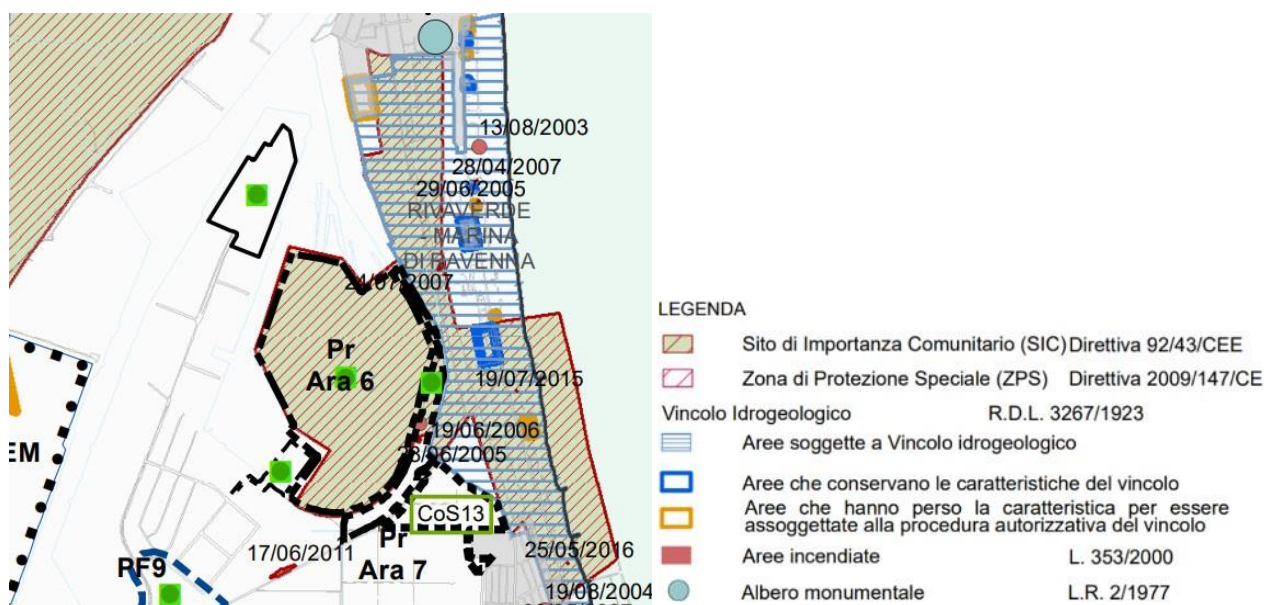 13/08/2003
28/04/2007
29/06/2005
RIVAVERDE
- MARINA
DI RAVENNA
24/07/2007
Pr
Ara 6
19/07/2015
19/06/2006
EM
CoS13
17/06/2011
Pr
Ara 7
25/05/2016
PF9
19/08/2004
LEGENDA
Sito di Importanza Comunitario (SIC) Direttiva 92/43/CEE
Zona di Protezione Speciale (ZPS) Direttiva 2009/147/CE
Vincolo Idrogeologico R.D.L. 3267/1923
Aree soggette a Vincolo idrogeologico
Aree che conservano le caratteristiche del vincolo
Aree che hanno perso la caratteristica per essere
assoggettate alla procedura autorizzativa del vincolo
Aree incendiate L. 353/2000
Albero monumentale L.R. 2/1977